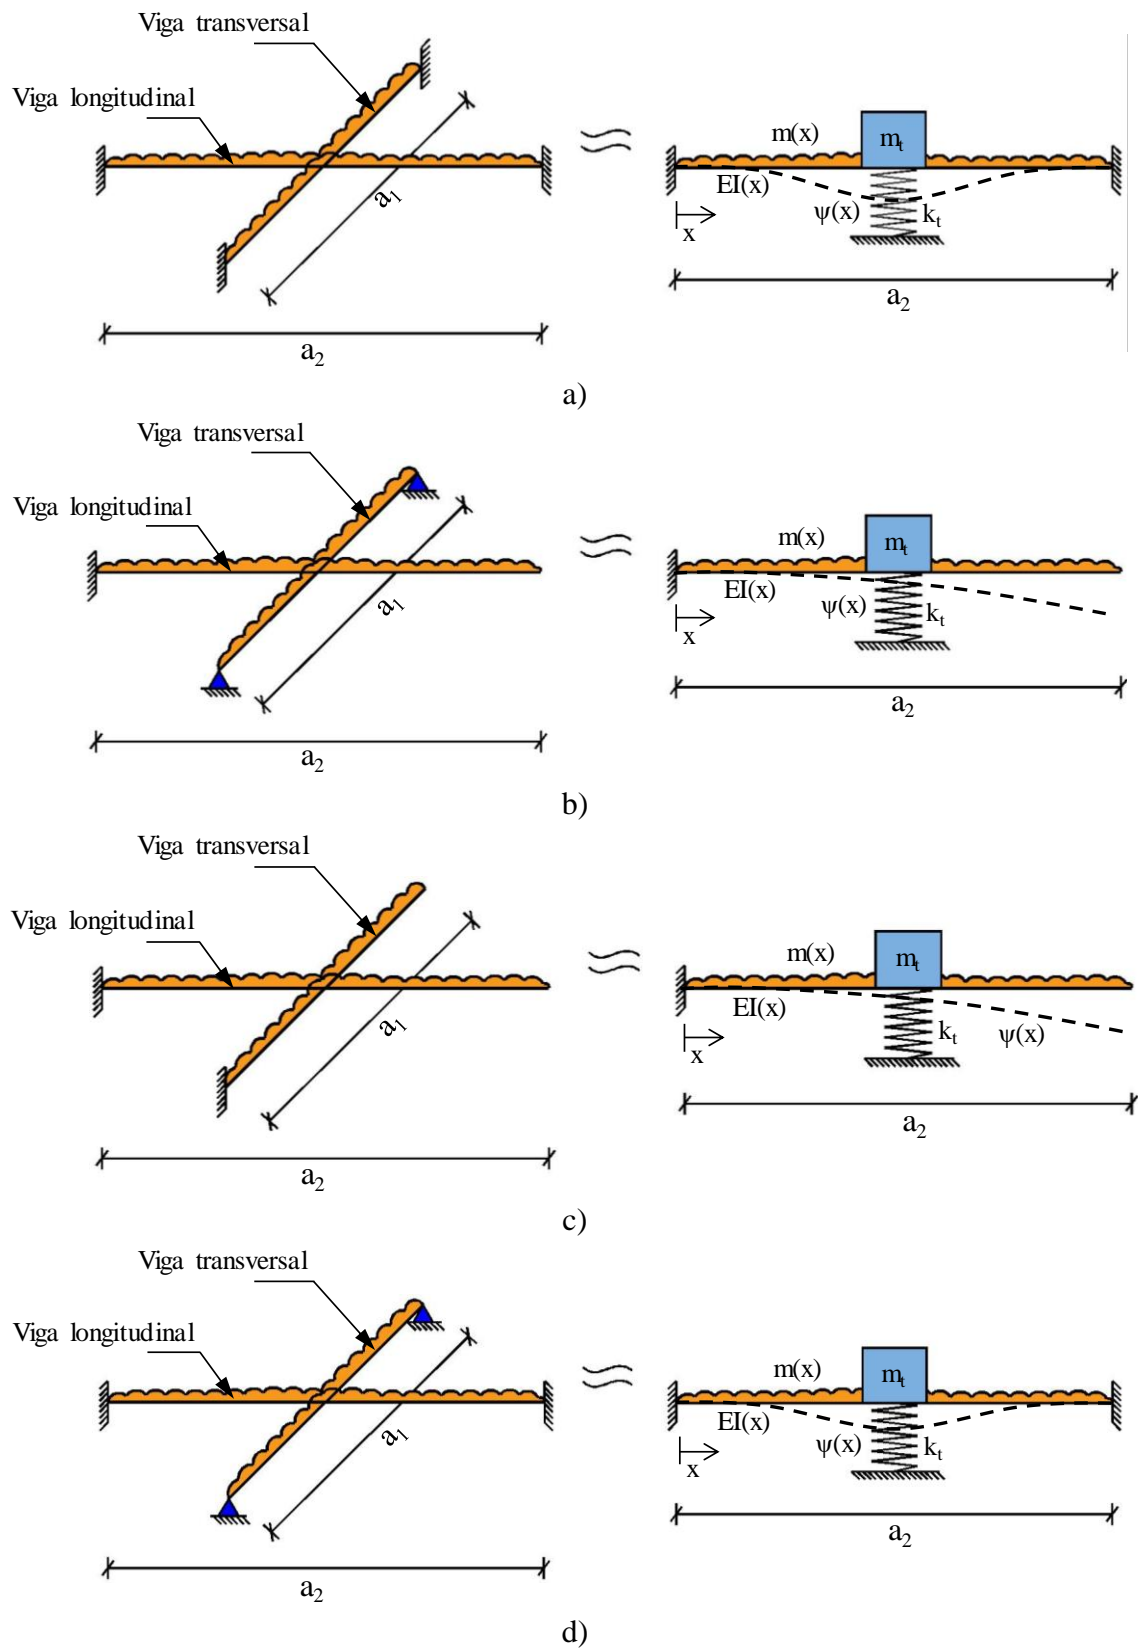 Viga transversal
Viga longitudinal
a₁
a₂
m(x)
mₜ
EI(x)
ψ(x)
kₜ
x
a₂
a)
Viga transversal
Viga longitudinal
a₁
a₂
m(x)
mₜ
EI(x)
ψ(x)
kₜ
x
a₂
b)
Viga transversal
Viga longitudinal
a₁
a₂
m(x)
mₜ
EI(x)
kₜ
ψ(x)
x
a₂
c)
Viga transversal
Viga longitudinal
a₁
a₂
m(x)
mₜ
EI(x)
ψ(x)
kₜ
x
a₂
d)